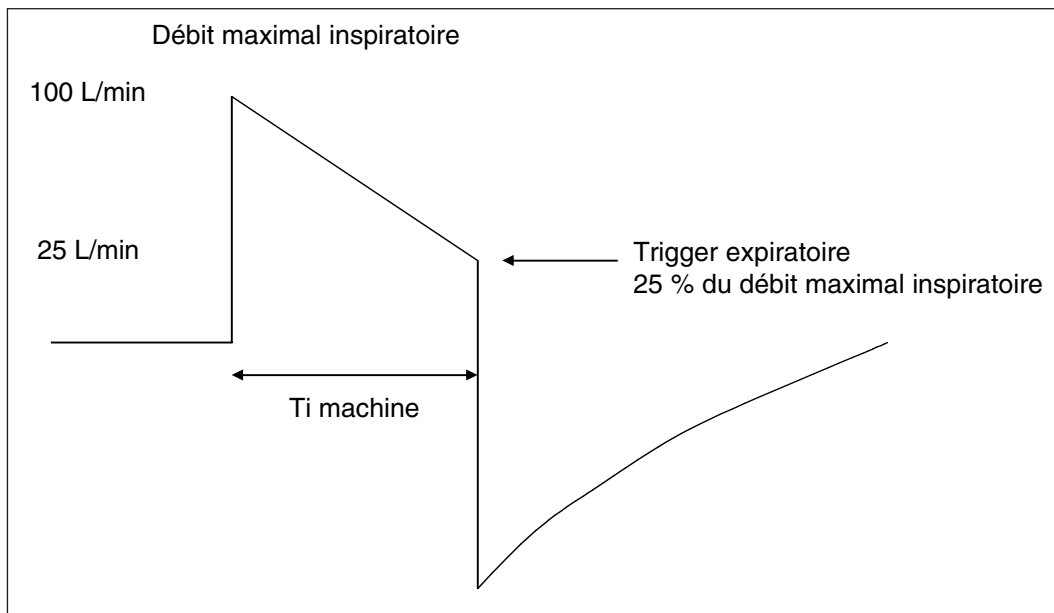 Débit maximal inspiratoire
100 L/min
25 L/min
Trigger expiratoire
25 % du débit maximal inspiratoire
Ti machine